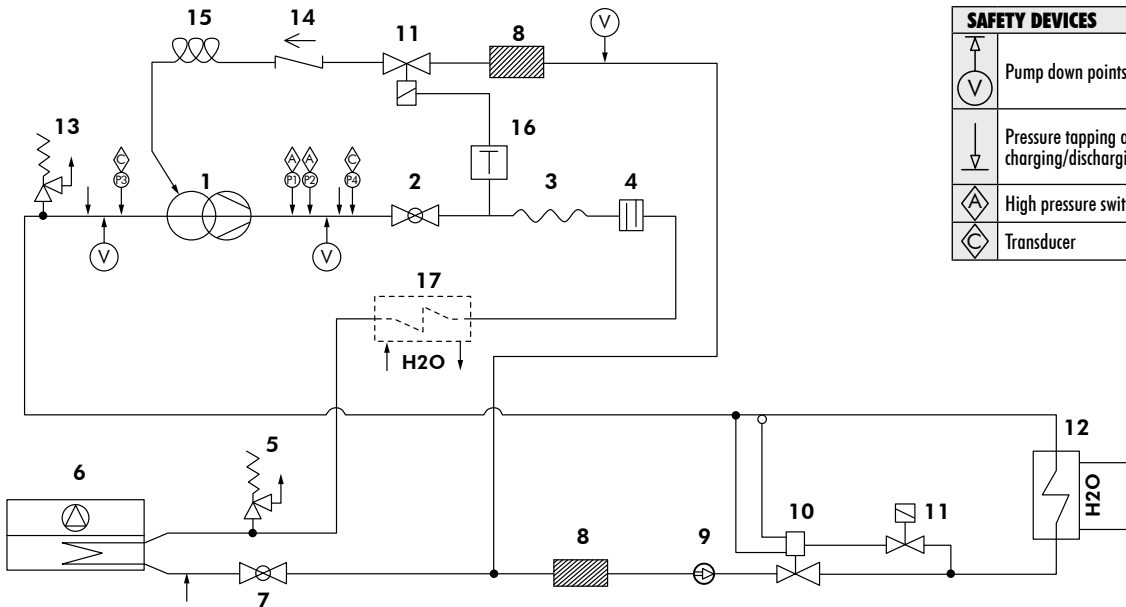 15
14
11
8
V
13
C
P3
1
A
A
C
P1
P2
P4
2
16
T
3
4
V
V
17
H2O
5
6
7
8
9
10
11
12
H2O
SAFETY DEVICES
V
Pump down points
Pressure tapping
charging/discharg
A
High pressure swit
C
Transducer